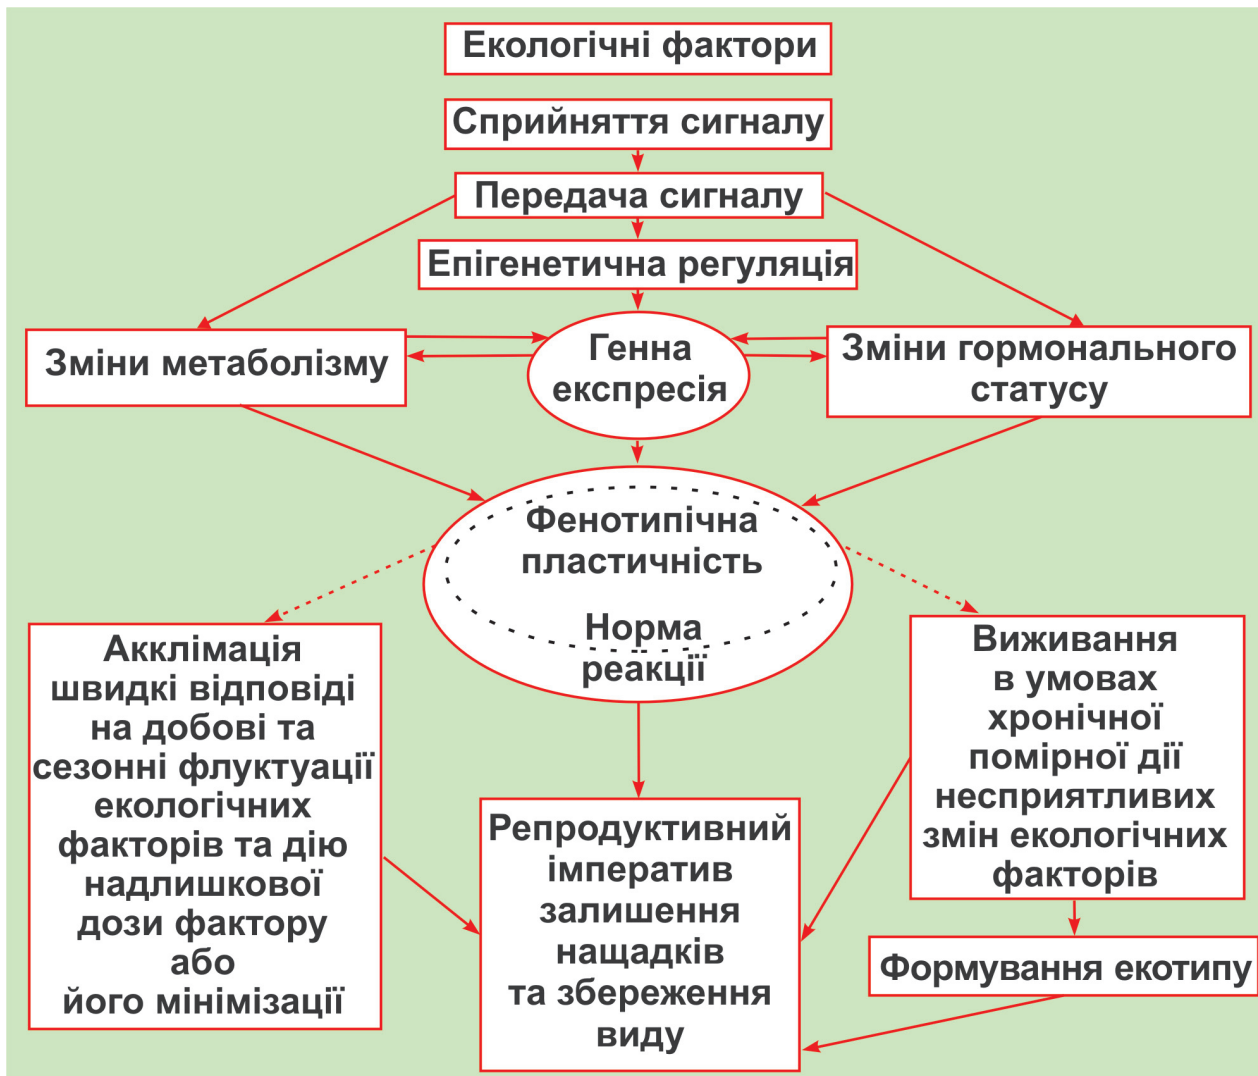 Екологічні фактори
Сприйняття сигналу
Передача сигналу
Епігенетична регуляція
Зміни метаболізму
Генна
експресія
Зміни гормонального
статусу
Фенотипічна
пластичність
Норма
реакції
Акклімація
швидкі відповіді
на добові та
сезонні флуктуації
екологічних
факторів та дію
надлишкової
дози фактору
або
його мінімізації
Репродуктивний
імператив
залишення
нащадків
та збереження
виду
Виживання
в умовах
хронічної
помірної дії
несприятливих
змін екологічних
факторів
Формування екотипу